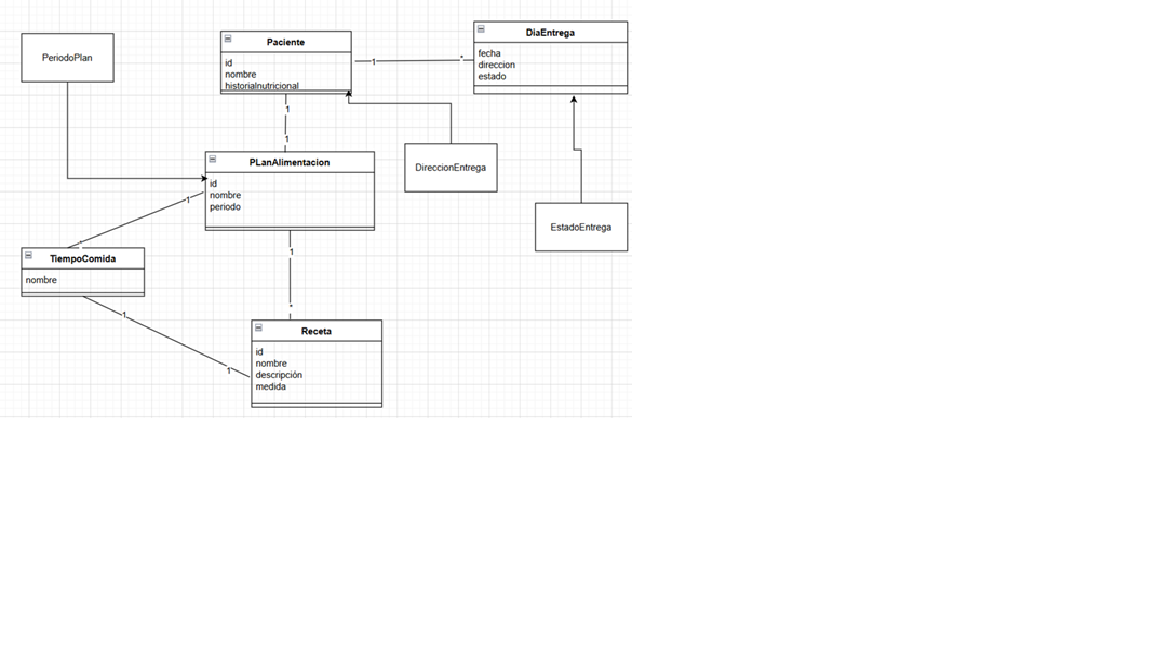 PeriodoPlan
Paciente
id
nombre
historialnutricional
DiaEntrega
fecha
direccion
estado
1
*
1
1
DireccionEntrega
EstadoEntrega
PLanAlimentacion
id
nombre
periodo
1
1
TiempoComida
nombre
*
1
1
Receta
id
nombre
descripción
medida